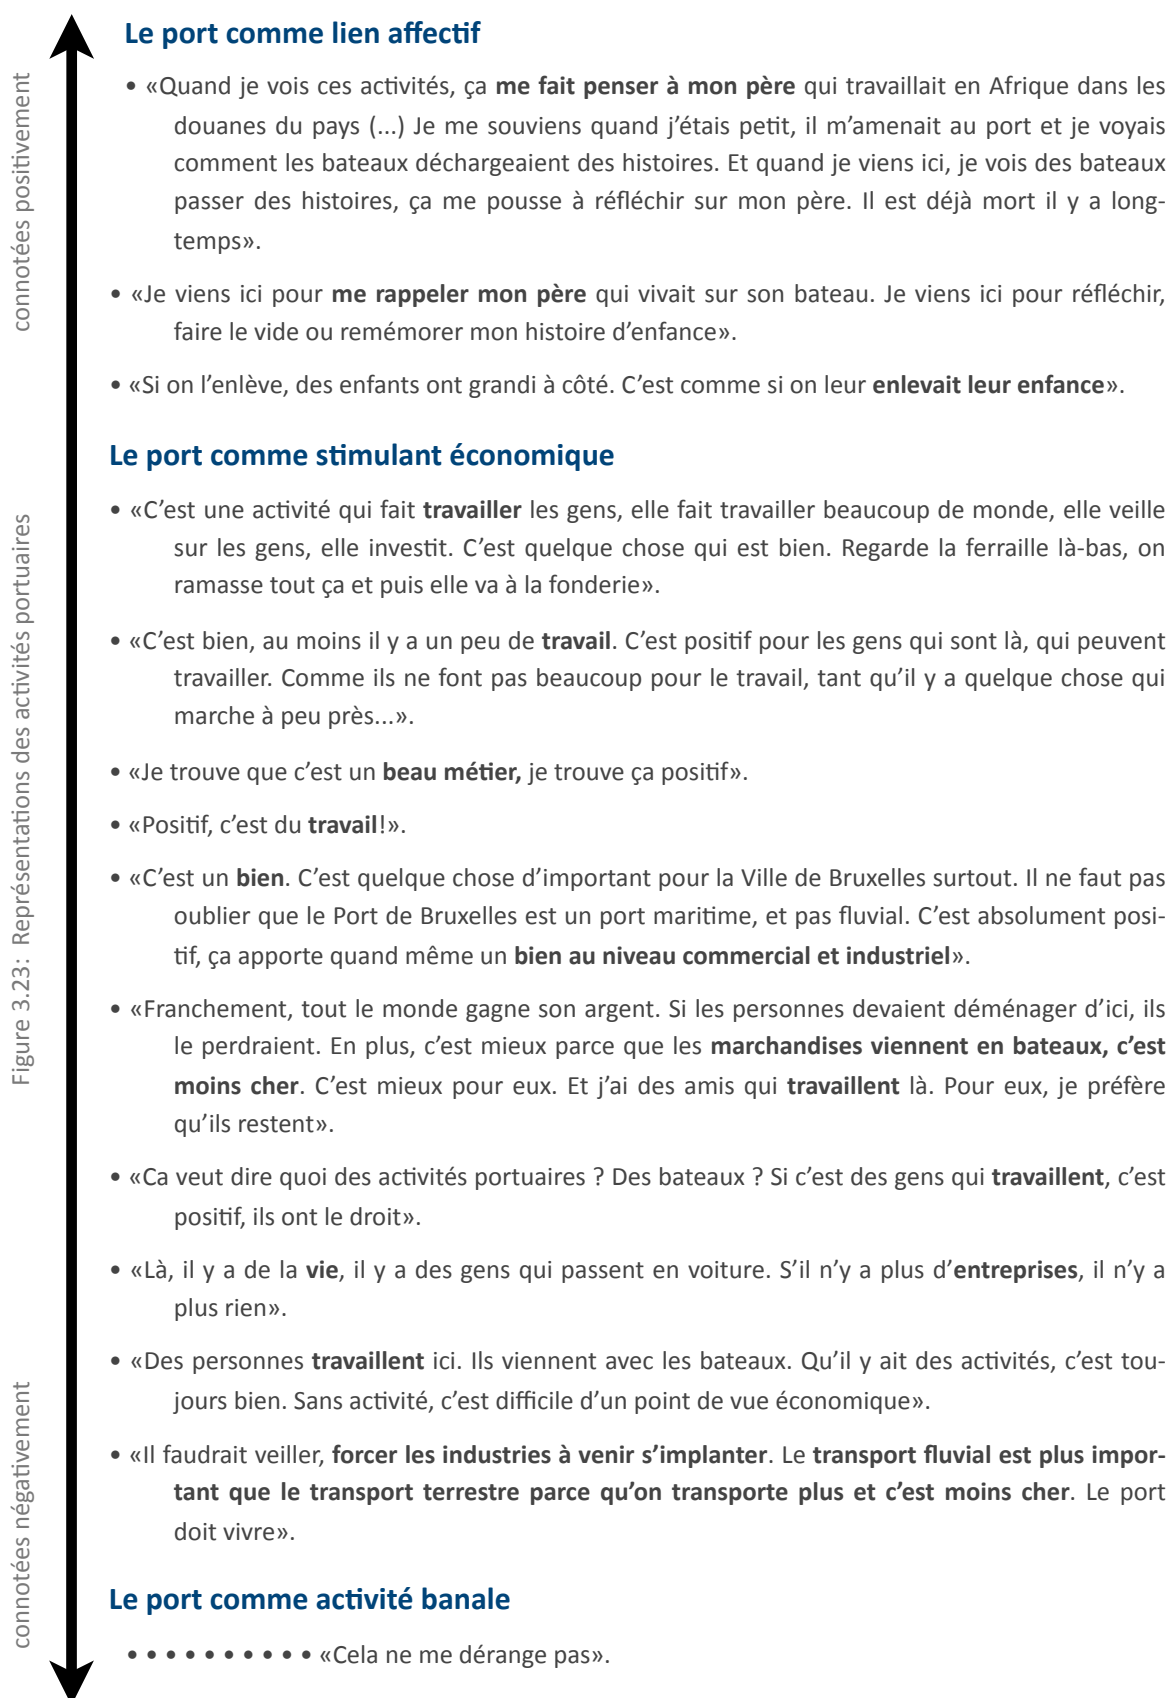 Le port comme lien affectif
• «Quand je vois ces activités, ça me fait penser à mon père qui travaillait en Afrique dans les
douanes du pays (...) Je me souviens quand j’étais petit, il m’amenait au port et je voyais
comment les bateaux déchargeaient des histoires. Et quand je viens ici, je vois des bateaux
passer des histoires, ça me pousse à réfléchir sur mon père. Il est déjà mort il y a long-
temps».
• «Je viens ici pour me rappeler mon père qui vivait sur son bateau. Je viens ici pour réfléchir,
faire le vide ou remémorer mon histoire d’enfance».
• «Si on l’enlève, des enfants ont grandi à côté. C’est comme si on leur enlevait leur enfance».
Le port comme stimulant économique
• «C’est une activité qui fait travailler les gens, elle fait travailler beaucoup de monde, elle veille
sur les gens, elle investit. C’est quelque chose qui est bien. Regarde la ferraille là-bas, on
ramasse tout ça et puis elle va à la fonderie».
• «C’est bien, au moins il y a un peu de travail. C’est positif pour les gens qui sont là, qui peuvent
travailler. Comme ils ne font pas beaucoup pour le travail, tant qu’il y a quelque chose qui
marche à peu près...».
• «Je trouve que c’est un beau métier, je trouve ça positif».
• «Positif, c’est du travail!».
• «C’est un bien. C’est quelque chose d’important pour la Ville de Bruxelles surtout. Il ne faut pas
oublier que le Port de Bruxelles est un port maritime, et pas fluvial. C’est absolument posi-
tif, ça apporte quand même un bien au niveau commercial et industriel».
• «Franchement, tout le monde gagne son argent. Si les personnes devaient déménager d’ici, ils
le perdraient. En plus, c’est mieux parce que les marchandises viennent en bateaux, c’est
moins cher. C’est mieux pour eux. Et j’ai des amis qui travaillent là. Pour eux, je préfère
qu’ils restent».
• «Ca veut dire quoi des activités portuaires ? Des bateaux ? Si c’est des gens qui travaillent, c’est
positif, ils ont le droit».
• «Là, il y a de la vie, il y a des gens qui passent en voiture. S’il n’y a plus d’entreprises, il n’y a
plus rien».
• «Des personnes travaillent ici. Ils viennent avec les bateaux. Qu’il y ait des activités, c’est tou-
jours bien. Sans activité, c’est difficile d’un point de vue économique».
• «Il faudrait veiller, forcer les industries à venir s’implanter. Le transport fluvial est plus impor-
tant que le transport terrestre parce qu’on transporte plus et c’est moins cher. Le port
doit vivre».
Le port comme activité banale
• • • • • • • • • • «Cela ne me dérange pas».
connotées positivement
Figure 3.23: Représentations des activités portuaires
connotées négativement